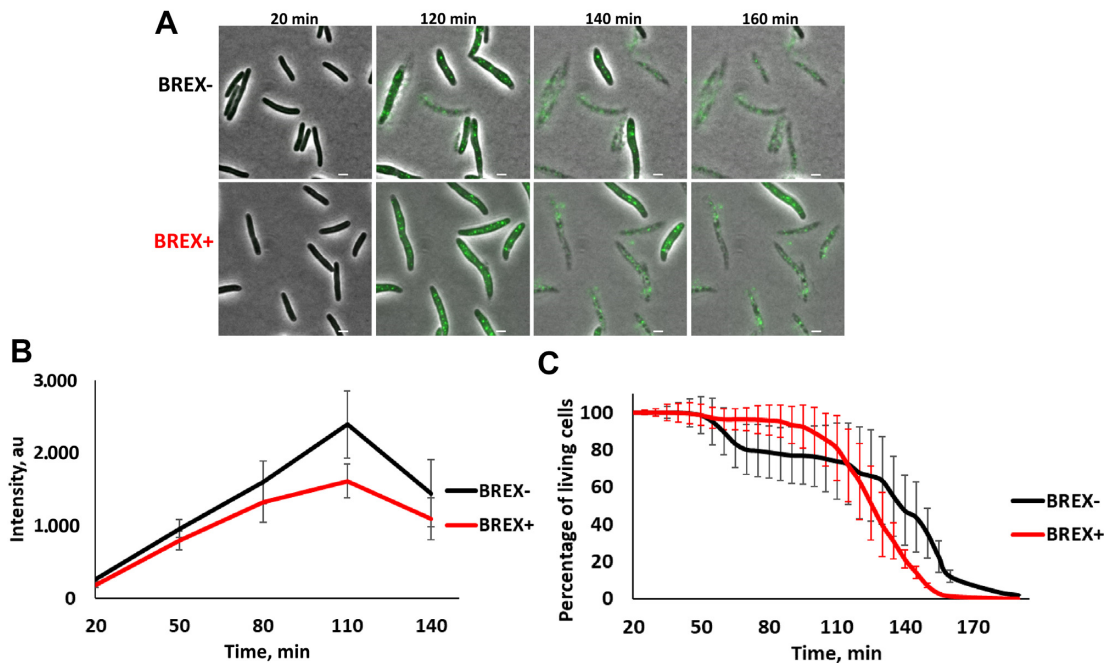 A
20 min 120 min 140 min 160 min
BREX-
BREX+
B
3.000
2.000
1.000
0
Intensity, au
20 50 80 110 140
Time, min
BREX-
BREX+
C
100
80
60
40
20
0
Percentage of living cells
20 50 80 110 140 170
Time, min
BREX-
BREX+